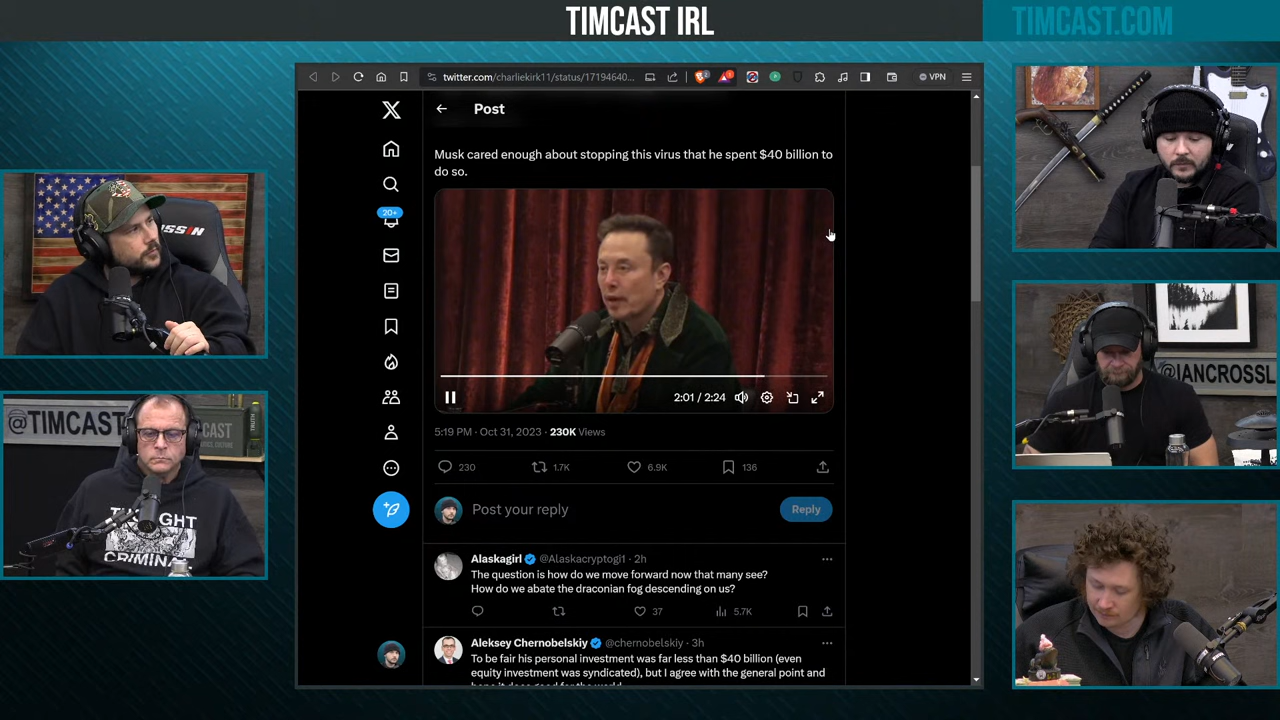 TIMCAST IRL
TIMCAST.COM
twitter.com/charliekirk11/status/17194640...
VPN
Post
Musk cared enough about stopping this virus that he spent $40 billion to
do so.
20+
2:01 / 2:24
5:19 PM · Oct 31, 2023 · 230K Views
230
1.7K
6.9K
136
Post your reply
Reply
Alaskagirl @Alaskacryptogi1 · 2h
The question is how do we move forward now that many see?
How do we abate the draconian fog descending on us?
37
5.7K
Aleksey Chernobelskiy @chernobelskiy · 3h
To be fair his personal investment was far less than $40 billion (even
equity investment was syndicated), but I agree with the general point and
@TIMCAST
CAST
CRIMINAL
@IANCROSSL